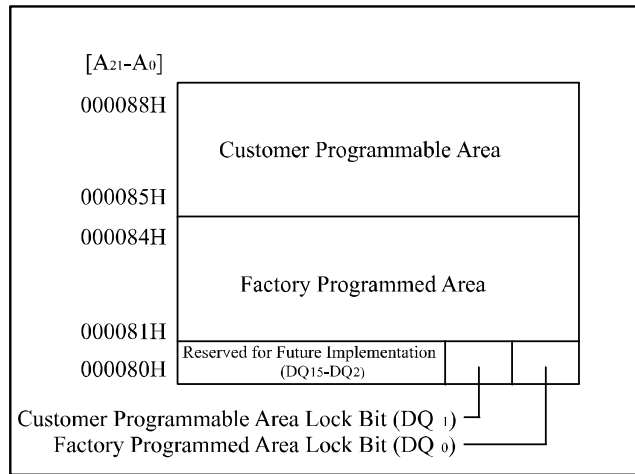 [A21-A0]
000088H
Customer Programmable Area
000085H
000084H
Factory Programmed Area
000081H
Reserved for Future Implementation
(DQ15-DQ2)
000080H
Customer Programmable Area Lock Bit (DQ 1)
Factory Programmed Area Lock Bit (DQ 0)